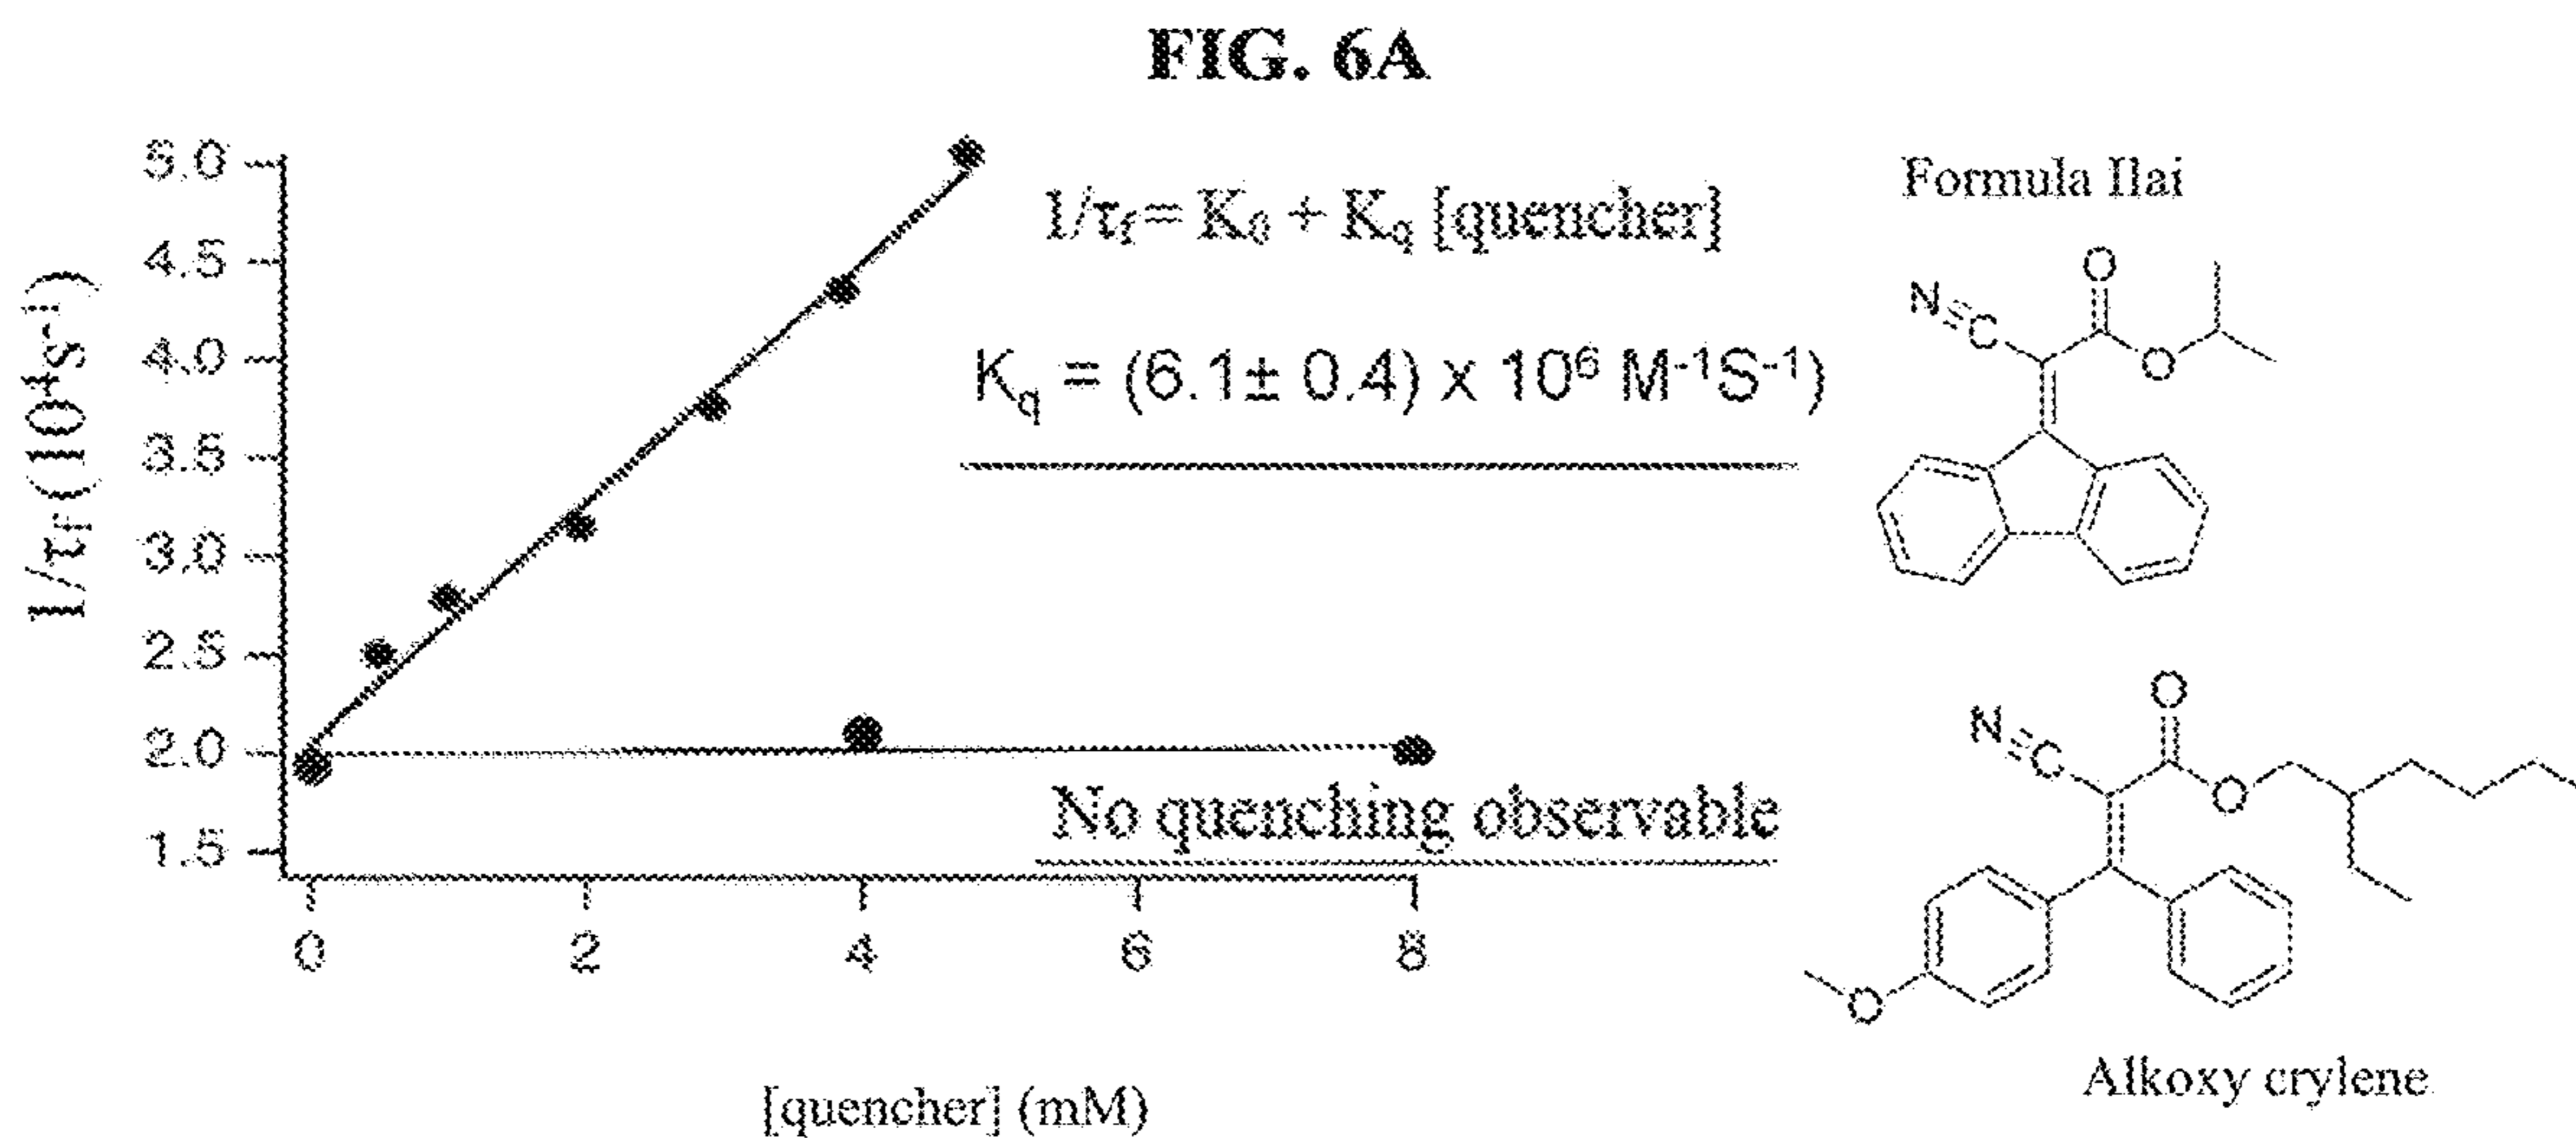 FIG. 6A
1/τf (10⁴s⁻¹)
5.0
4.5
4.0
3.5
3.0
2.5
2.0
1.5
0
2
4
6
8
[quencher] (mM)
1/τf= K₀ + Kq [quencher]
Kq = (6.1± 0.4) x 10⁶ M⁻¹S⁻¹)
No quenching observable
Formula IIai
N
C
O
O
N
C
O
O
O
Alkoxy crylene